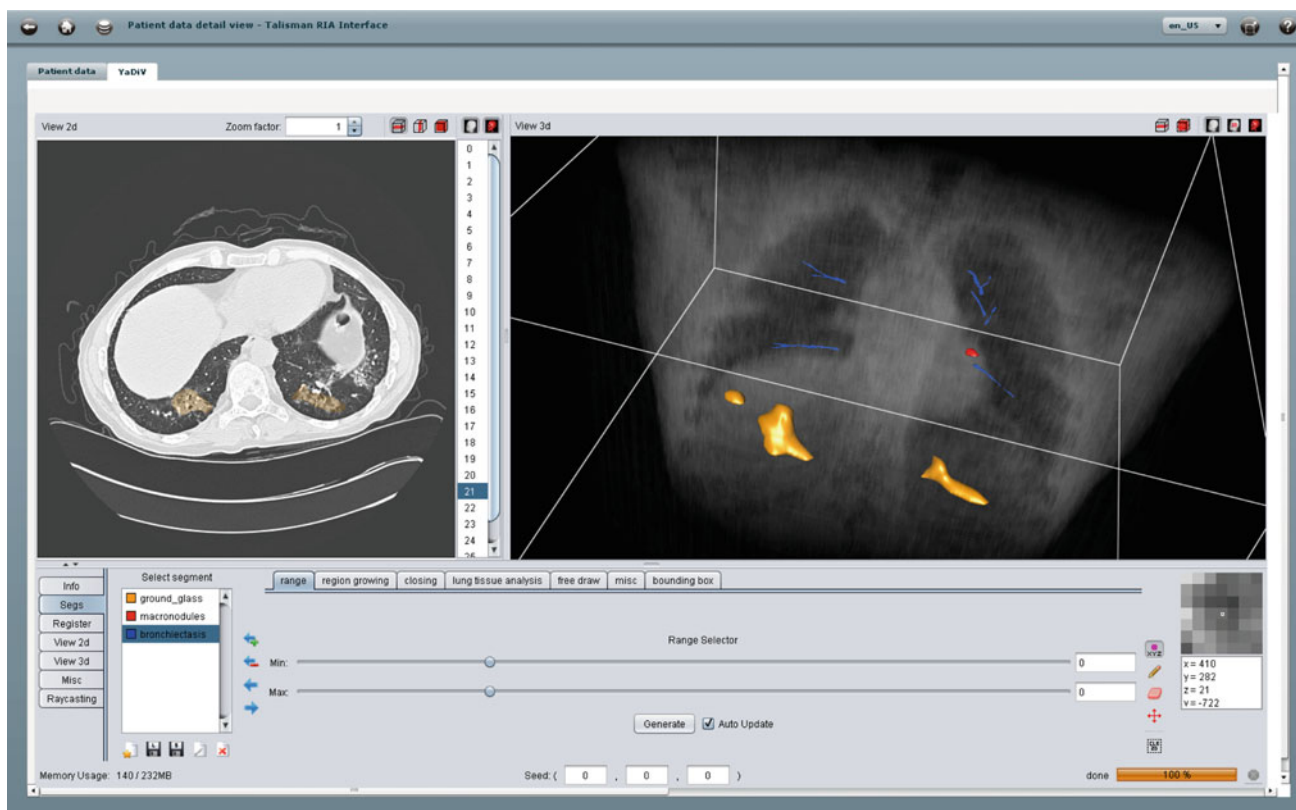 Patient data detail view - Talisman RIA Interface
en_US
Patient data
YaDiV
View 2d
Zoom factor:
1
View 3d
0
1
2
3
4
5
6
7
8
9
10
11
12
13
14
15
16
17
18
19
20
21
22
23
24
Info
Segs
Register
View 2d
View 3d
Misc
Raycasting
Select segment
ground_glass
macronodules
bronchiectasis
range
region growing
closing
lung tissue analysis
free draw
misc
bounding box
Range Selector
Min:
0
Max:
0
Generate
Auto Update
XYZ
x = 410
y = 282
z = 21
v = -722
Memory Usage: 140 / 232MB
Seed: ( 0 , 0 , 0 )
done
100 %